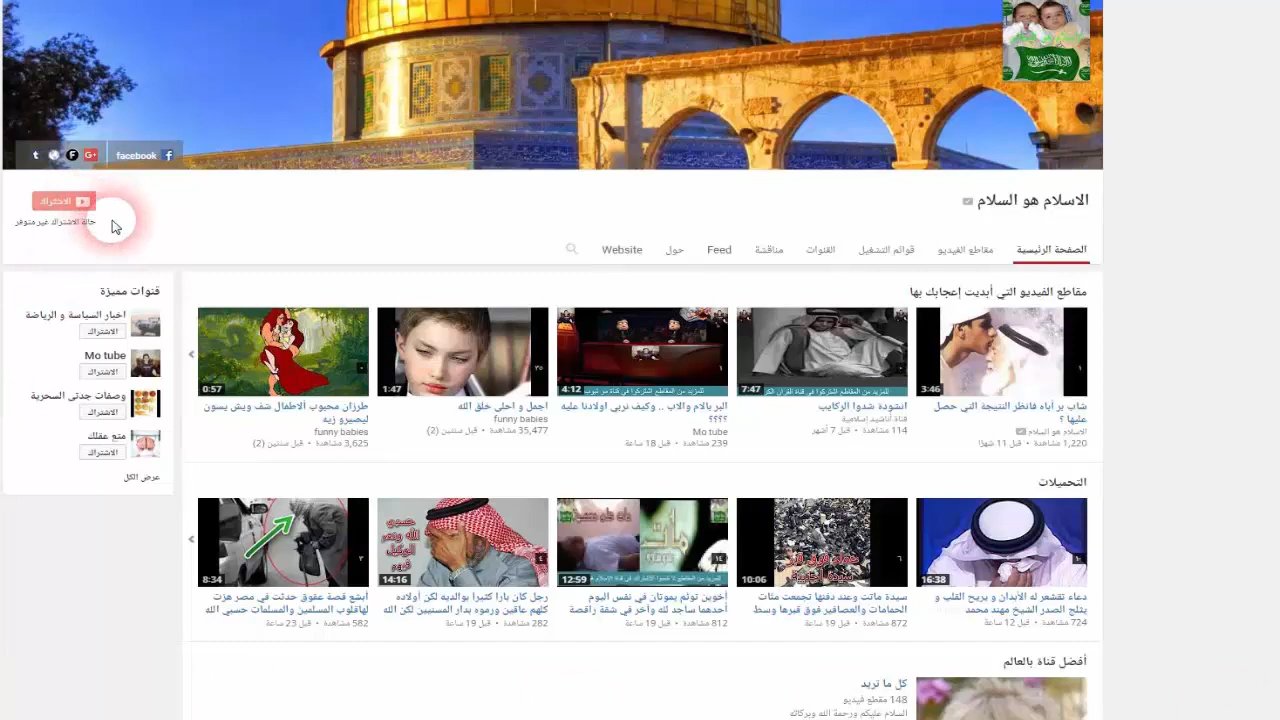 facebook
الاشتراك
حالة الاشتراك غير متوفر
الاسلام هو السلام
الصفحة الرئيسية
مقاطع الفيديو
قوائم التشغيل
القنوات
مناقشة
Feed
حول
Website
قنوات مميزة
اخبار السياسة و الرياضة
الاشتراك
Mo tube
الاشتراك
وصفات جدتى السحرية
الاشتراك
متع عقلك
الاشتراك
عرض الكل
مقاطع الفيديو التي أبديت إعجابك بها
3:46
شاب بر أباه فانظر النتيجة التي حصل
عليها ؟
الاسلام هو السلام
1,220 مشاهدة • قبل 11 شهرًا
7:47
انشودة شدوا الركايب
قناة أناشيد إسلامية
114 مشاهدة • قبل 7 أشهر
4:12
البر بالام والاب .. وكيف نربي اولادنا عليه
؟؟؟؟
Mo tube
239 مشاهدة • قبل 18 ساعة
1:47
اجمل و احلى خلق الله
funny babies
35,477 مشاهدة • قبل سنتين (2)
0:57
طرزان محبوب الاطفال شف ويش يسون
ليصيرو زيه
funny babies
3,625 مشاهدة • قبل سنتين (2)
التحميلات
16:38
دعاء تقشعر له الأبدان و يريح القلب و
يثلج الصدر الشيخ مهند محمد
724 مشاهدة • قبل 12 ساعة
10:06
سيدة ماتت وعند دفنها تجمعت مئات
الحمامات والعصافير فوق قبرها وسط
872 مشاهدة • قبل 19 ساعة
12:59
أخوين توئم يموتان في نفس اليوم
أحدهما ساجد لله وآخر في شقة راقصة
812 مشاهدة • قبل 19 ساعة
14:16
رجل كان بارا كثيرا بوالديه لكن أولاده
كلهم عاقين ورموه بدار المسنيين لكن الله
282 مشاهدة • قبل 19 ساعة
8:34
أبشع قصة عقوق حدثت في مصر هزت
لهاقلوب المسلمين والمسلمات حسبي الله
582 مشاهدة • قبل 23 ساعة
أفضل قناة بالعالم
كل ما تريد
148 مقطع فيديو
السلام عليكم ورحمة الله وبركاته